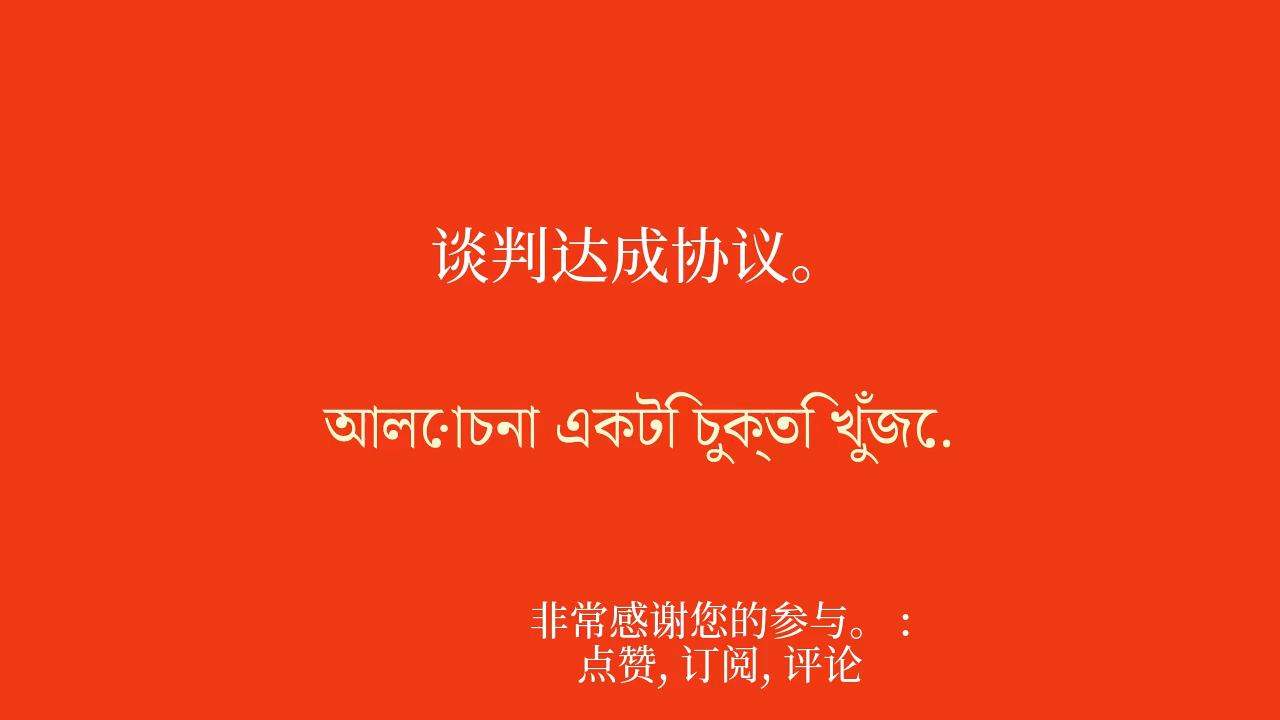 谈判达成协议。
আলোচনা একটি চুক্তি খুঁজে.
非常感谢您的参与。 :
点赞, 订阅, 评论